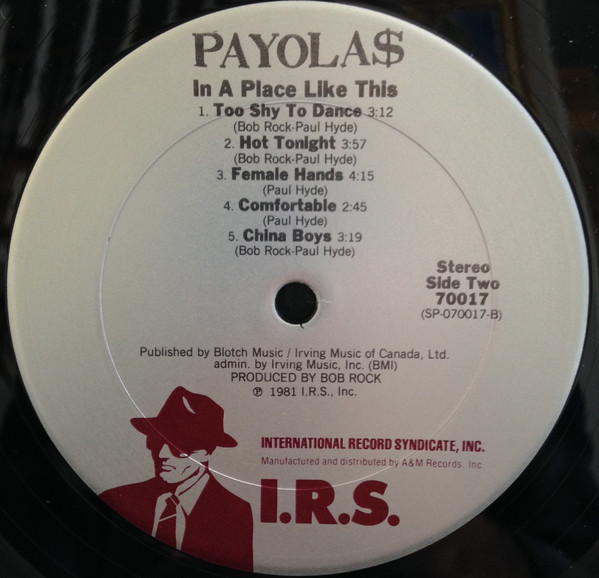 PAYOLA$
In A Place Like This
1. Too Shy To Dance 3:12
(Bob Rock-Paul Hyde)
2. Hot Tonight 3:57
(Bob Rock-Paul Hyde)
3. Female Hands 4:15
(Paul Hyde)
4. Comfortable 2:45
(Paul Hyde)
5. China Boys 3:19
(Bob Rock-Paul Hyde)
Stereo
Side Two
70017
(SP-070017-B)
Published by Blotch Music / Irving Music of Canada, Ltd.
admin. by Irving Music, Inc. (BMI)
PRODUCED BY BOB ROCK
℗ 1981 I.R.S., Inc.
INTERNATIONAL RECORD SYNDICATE, INC.
Manufactured and distributed by A&M Records, Inc.
I.R.S.